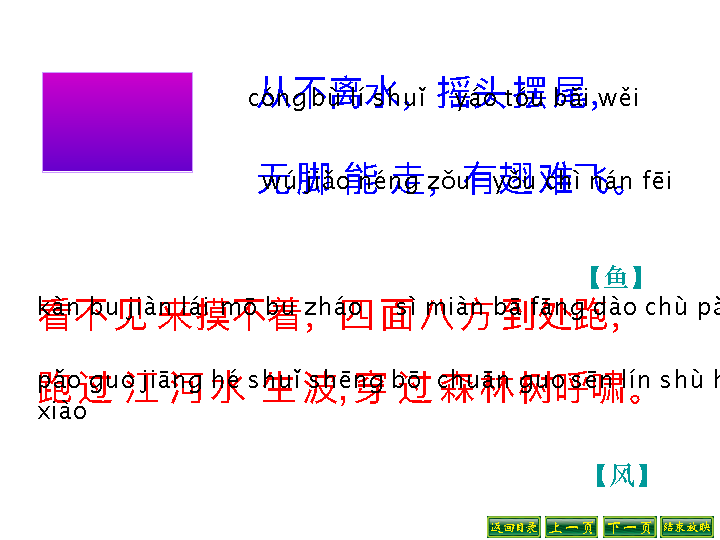 cóng bù lí shuǐ yáo tóu bǎi wěi
从不离水，摇头摆尾，
wú jiǎo néng zǒu yǒu chì nán fēi
无脚能走，有翅难飞。
【鱼】
kàn bu jiàn lái mō bu zháo sì miàn bā fāng dào chù pǎ
看不见来摸不着，四面八方到处跑，
pǎo guo jiāng hé shuǐ shēng bō chuān guo sēn lín shù h
xiào
跑过江河水生波，穿过森林树呼啸。
【风】
返回目录 上一页 下一页 结束放映